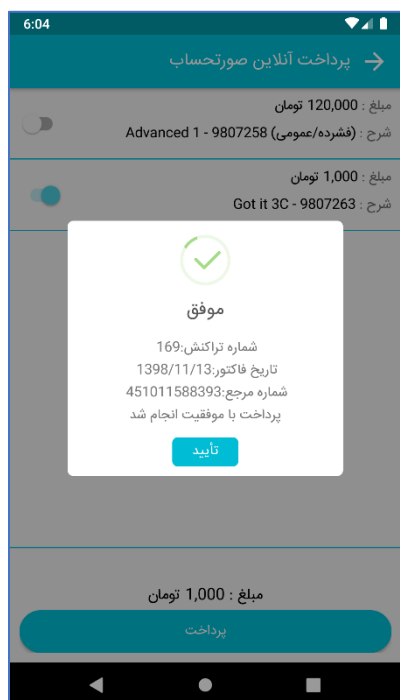 6:04
پرداخت آنلاین صورتحساب
مبلغ : 120,000 تومان
شرح : Advanced 1 - 9807258 (فشرده/عمومی)
مبلغ : 1,000 تومان
شرح : Got it 3C - 9807263
موفق
شماره تراکنش:169
تاریخ فاکتور:1398/11/13
شماره مرجع:451011588393
پرداخت با موفقیت انجام شد
تأیید
مبلغ : 1,000 تومان
پرداخت